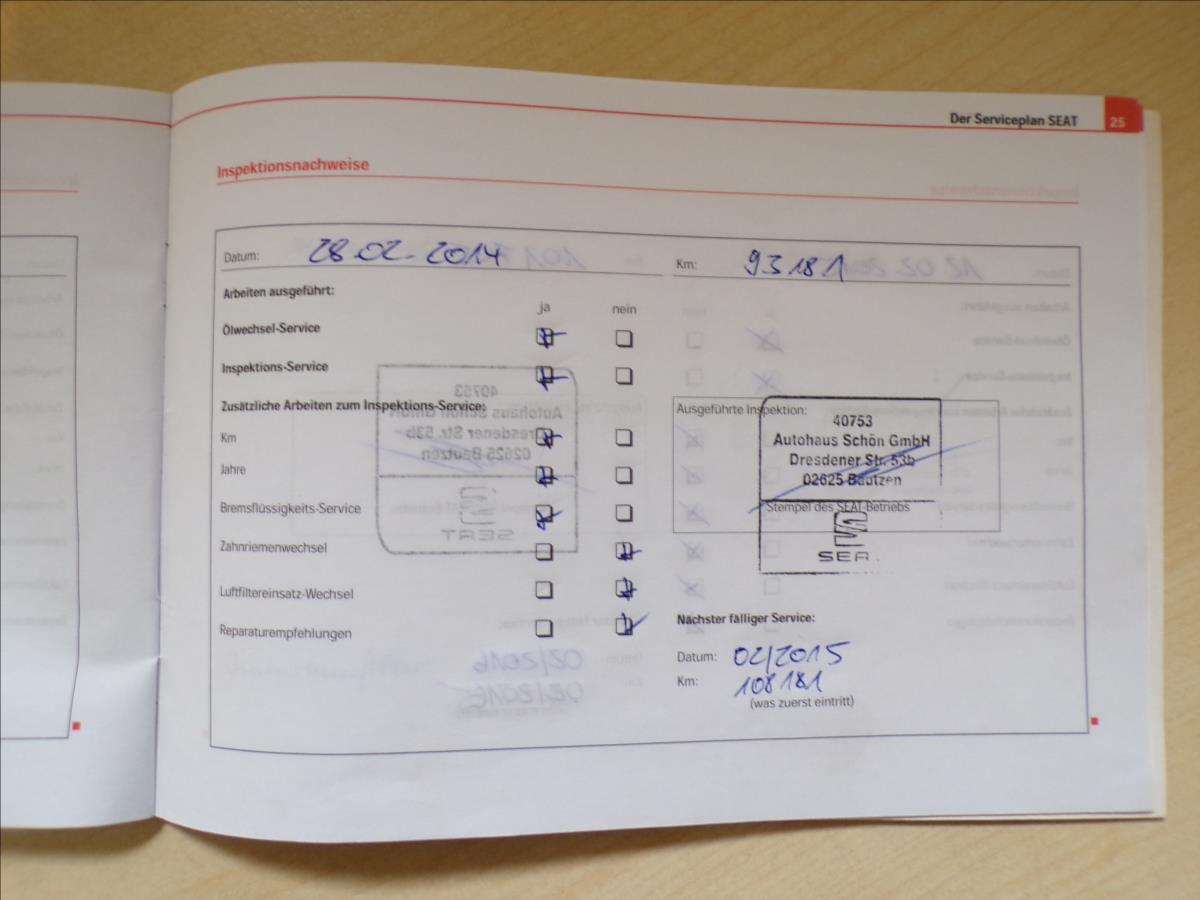 Der Serviceplan SEAT 25
Inspektionsnachweise
Datum: 28.02.2014 Km: 93181
Arbeiten ausgeführt:
ja nein
Ölwechsel-Service
Inspektions-Service
Zusätzliche Arbeiten zum Inspektions-Service:
Km
Jahre
Bremsflüssigkeits-Service
Zahnriemenwechsel
Luftfiltereinsatz-Wechsel
Reparaturempfehlungen
Ausgeführte Inspektion:
40753
Autohaus Schön GmbH
Dresdener Str. 53b
02625 Bautzen
Stempel des SEAT-Betriebs
SEA
Nächster fälliger Service:
Datum: 02/2015
Km: 108181
(was zuerst eintritt)